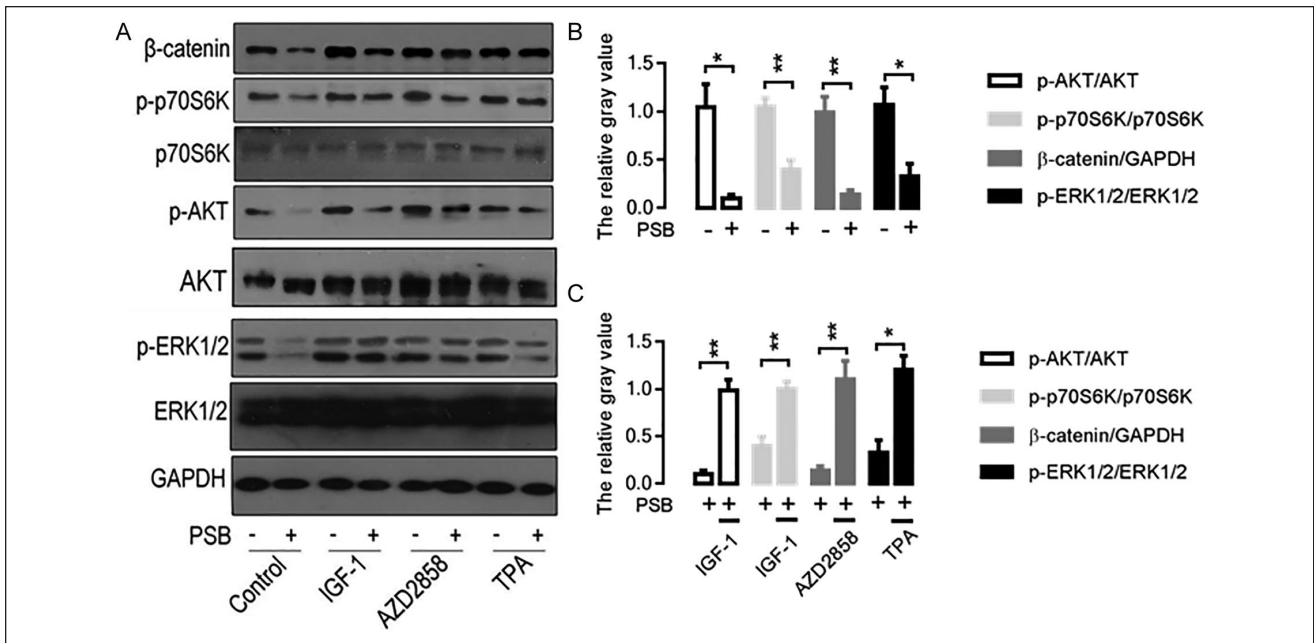 A
β-catenin
p-p70S6K
p70S6K
p-AKT
AKT
p-ERK1/2
ERK1/2
GAPDH
PSB - + - + - + - +
Control IGF-1 AZD2858 TPA
B
The relative gray value
1.5
1.0
0.5
0.0
* ** ** *
PSB - + - + - + - +
p-AKT/AKT
p-p70S6K/p70S6K
β-catenin/GAPDH
p-ERK1/2/ERK1/2
C
The relative gray value
1.5
1.0
0.5
0.0
** ** ** *
PSB + + + + + + + +
IGF-1 IGF-1 AZD2858 TPA
p-AKT/AKT
p-p70S6K/p70S6K
β-catenin/GAPDH
p-ERK1/2/ERK1/2